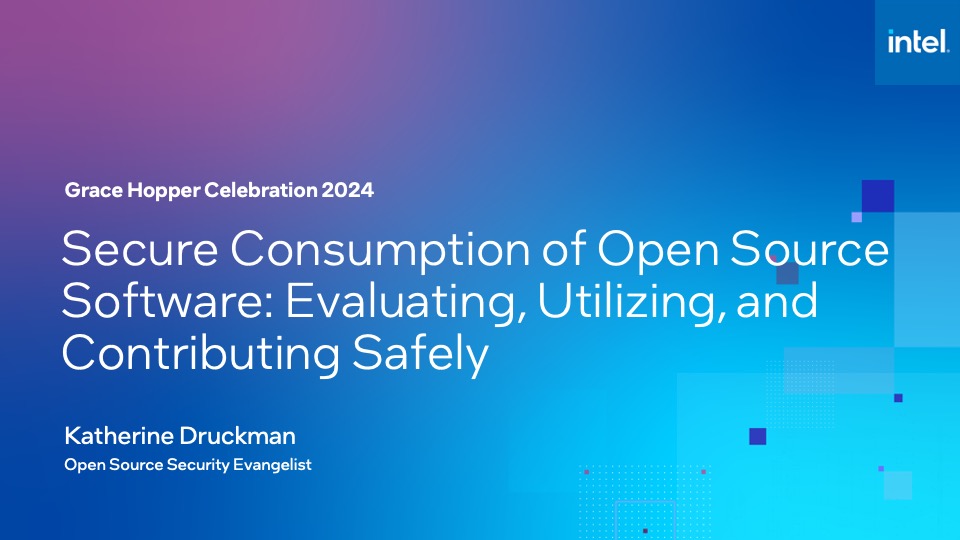 intel.
Grace Hopper Celebration 2024
Secure Consumption of Open Source
Software: Evaluating, Utilizing, and
Contributing Safely
Katherine Druckman
Open Source Security Evangelist